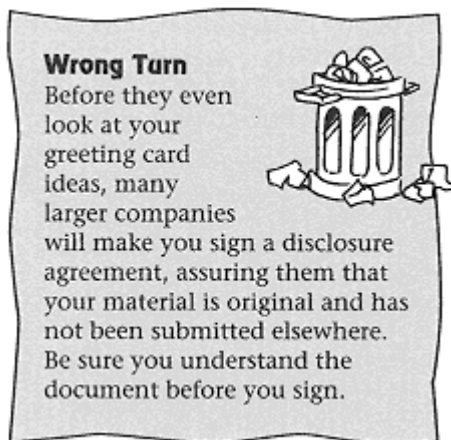 Wrong Turn
Before they even
look at your
greeting card
ideas, many
larger companies
will make you sign a disclosure
agreement, assuring them that
your material is original and has
not been submitted elsewhere.
Be sure you understand the
document before you sign.